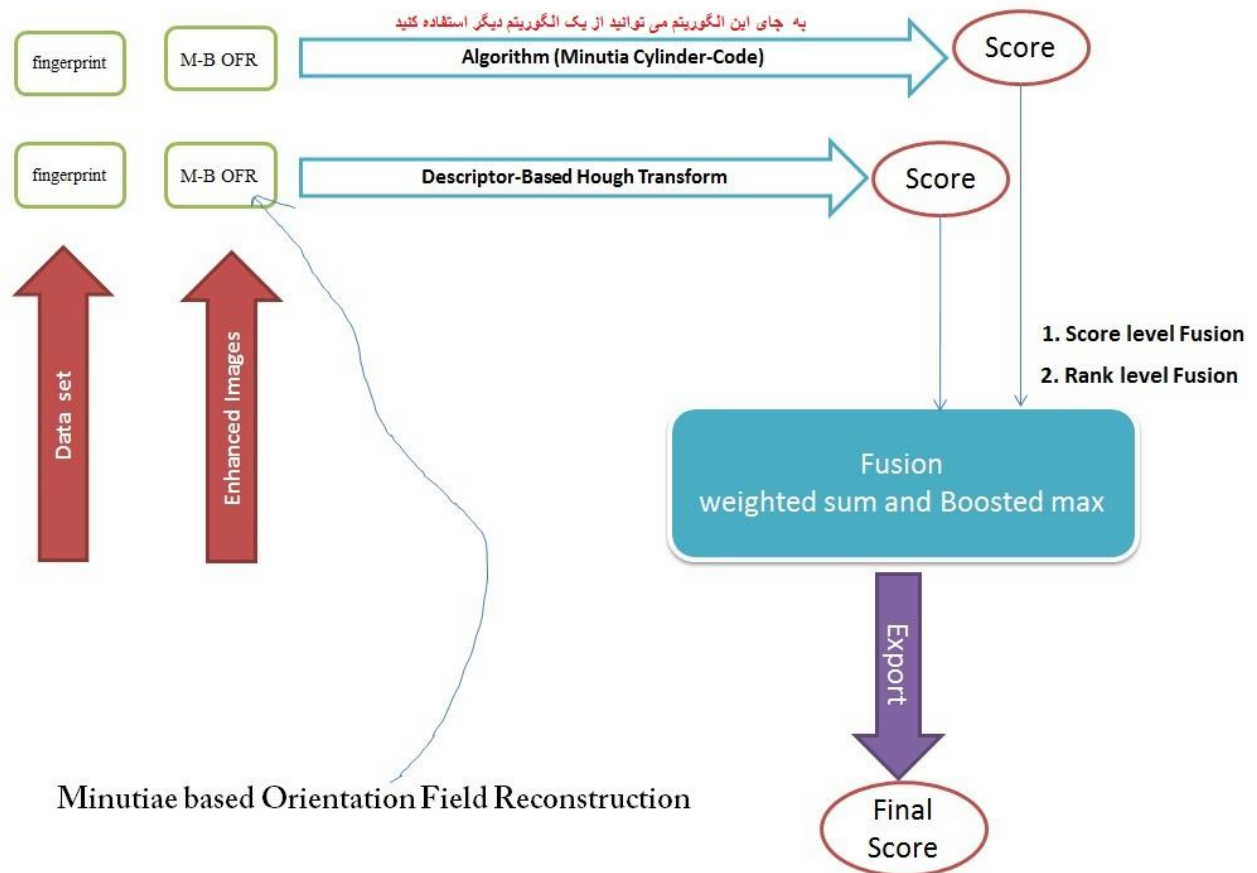 به جای این الگوریتم می توانید از یک الگوریتم دیگر استفاده کنید
fingerprint
M-B OFR
Algorithm (Minutia Cylinder-Code)
Score
fingerprint
M-B OFR
Descriptor-Based Hough Transform
Score
Data set
Enhanced Images
1. Score level Fusion
2. Rank level Fusion
Fusion
weighted sum and Boosted max
Export
Minutiae based Orientation Field Reconstruction
Final
Score